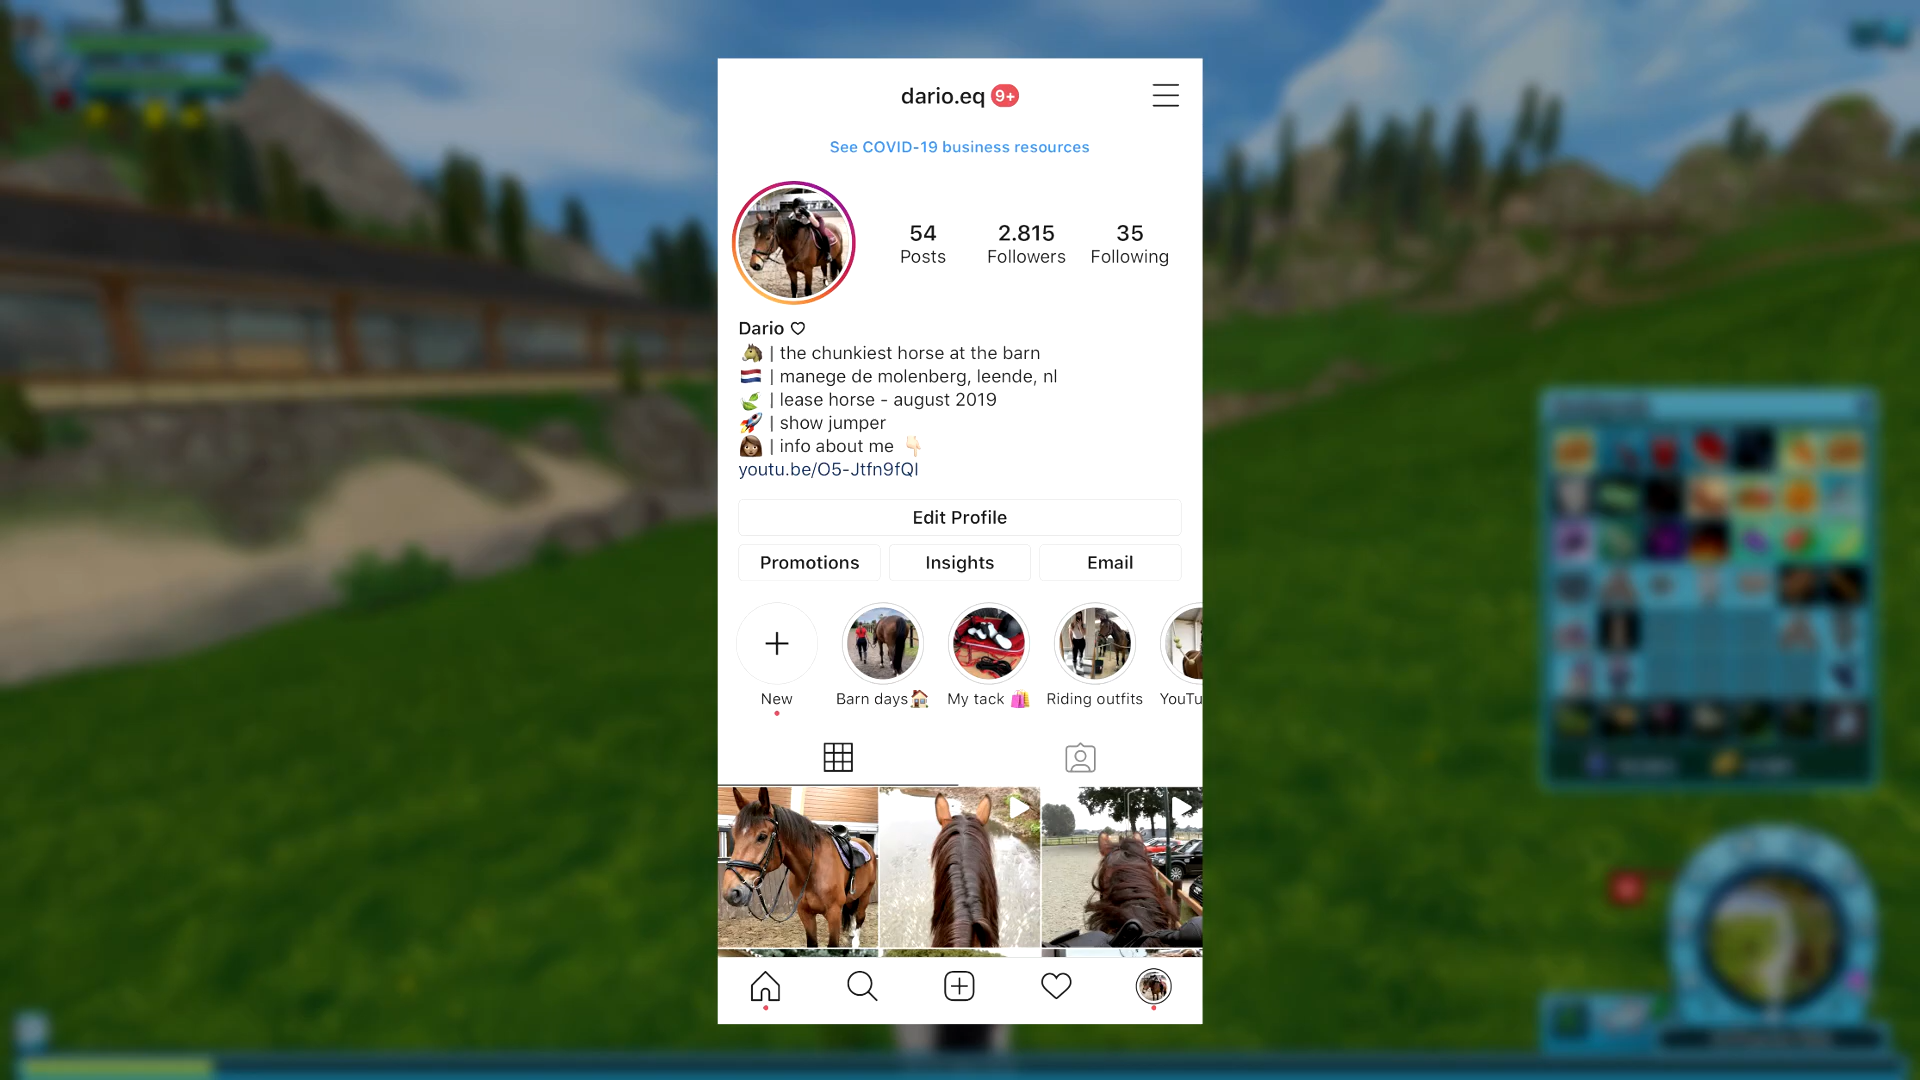 dario.eq 9+
See COVID-19 business resources
54 2.815 35
Posts Followers Following
Dario ♡
🐴 | the chunkiest horse at the barn
🇳🇱 | manege de molenberg, leende, nl
🍃 | lease horse - august 2019
🚀 | show jumper
👩🏽 | info about me 👇🏻
youtu.be/O5-Jtfn9fQI
Edit Profile
Promotions Insights Email
New Barn days🏠 My tack 🛍️ Riding outfits YouTu